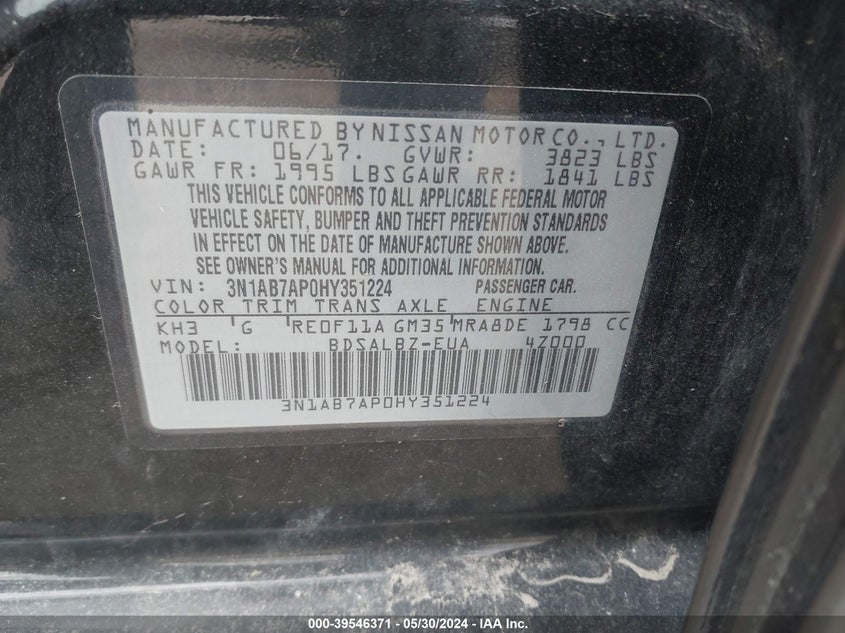 MANUFACTURED BY NISSAN MOTOR CO., LTD.
DATE: 06/17. GVWR: 3823 LBS
GAWR FR: 1995 LBS GAWR RR: 1841 LBS
THIS VEHICLE CONFORMS TO ALL APPLICABLE FEDERAL MOTOR
VEHICLE SAFETY, BUMPER AND THEFT PREVENTION STANDARDS
IN EFFECT ON THE DATE OF MANUFACTURE SHOWN ABOVE.
SEE OWNER'S MANUAL FOR ADDITIONAL INFORMATION.
VIN: 3N1AB7AP0HY351224 PASSENGER CAR.
COLOR TRIM TRANS AXLE ENGINE
KH3 G RE0F11A GM35 MRA8DE 1798 CC
MODEL: BDSALBZ-EUA 4Z000
3N1AB7AP0HY351224
5
000-39546371 - 05/30/2024 - IAA Inc.